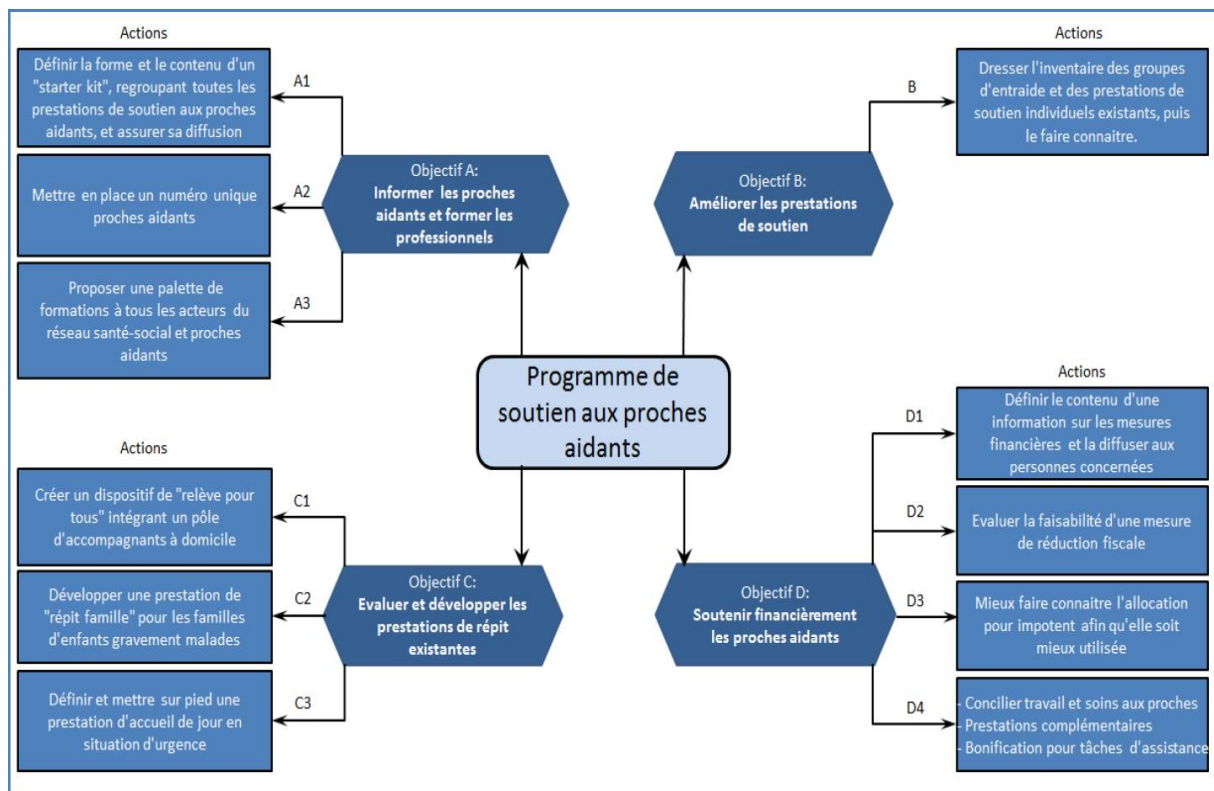 Actions
Définir la forme et le contenu d'un
"starter kit", regroupant toutes les
prestations de soutien aux proches
aidants, et assurer sa diffusion
A1
Mettre en place un numéro unique
proches aidants
A2
Proposer une palette de
formations à tous les acteurs du
réseau santé-social et proches
aidants
A3
Objectif A:
Informer les proches
aidants et former les
professionnels
Actions
Dresser l'inventaire des groupes
d'entraide et des prestations de
soutien individuels existants, puis
le faire connaitre.
B
Objectif B:
Améliorer les prestations
de soutien
Programme de
soutien aux proches
aidants
Actions
Créer un dispositif de "relève pour
tous" intégrant un pôle
d'accompagnants à domicile
C1
Développer une prestation de
"répit famille" pour les familles
d'enfants gravement malades
C2
Définir et mettre sur pied une
prestation d'accueil de jour en
situation d'urgence
C3
Objectif C:
Evaluer et développer les
prestations de répit
existantes
Actions
Définir le contenu d'une
information sur les mesures
financières et la diffuser aux
personnes concernées
D1
Evaluer la faisabilité d'une mesure
de réduction fiscale
D2
Mieux faire connaitre l'allocation
pour impotent afin qu'elle soit
mieux utilisée
D3
- Concilier travail et soins aux proches
- Prestations complémentaires
- Bonification pour tâches d'assistance
D4
Objectif D:
Soutenir financièrement
les proches aidants